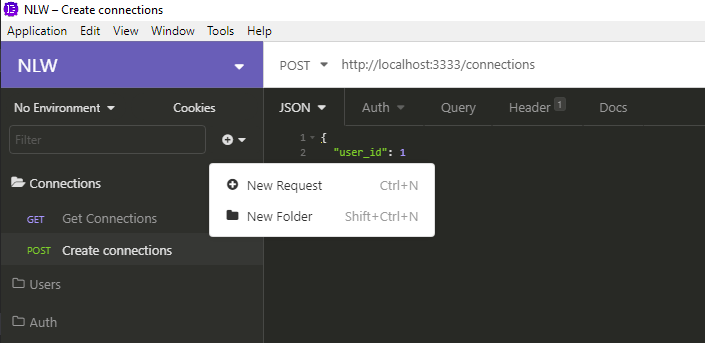 NLW – Create connections
Application Edit View Window Tools Help
NLW
POST http://localhost:3333/connections
No Environment Cookies
JSON Auth Query Header 1 Docs
Filter
1 {
2 "user_id": 1
New Request Ctrl+N
New Folder Shift+Ctrl+N
Connections
GET Get Connections
POST Create connections
Users
Auth